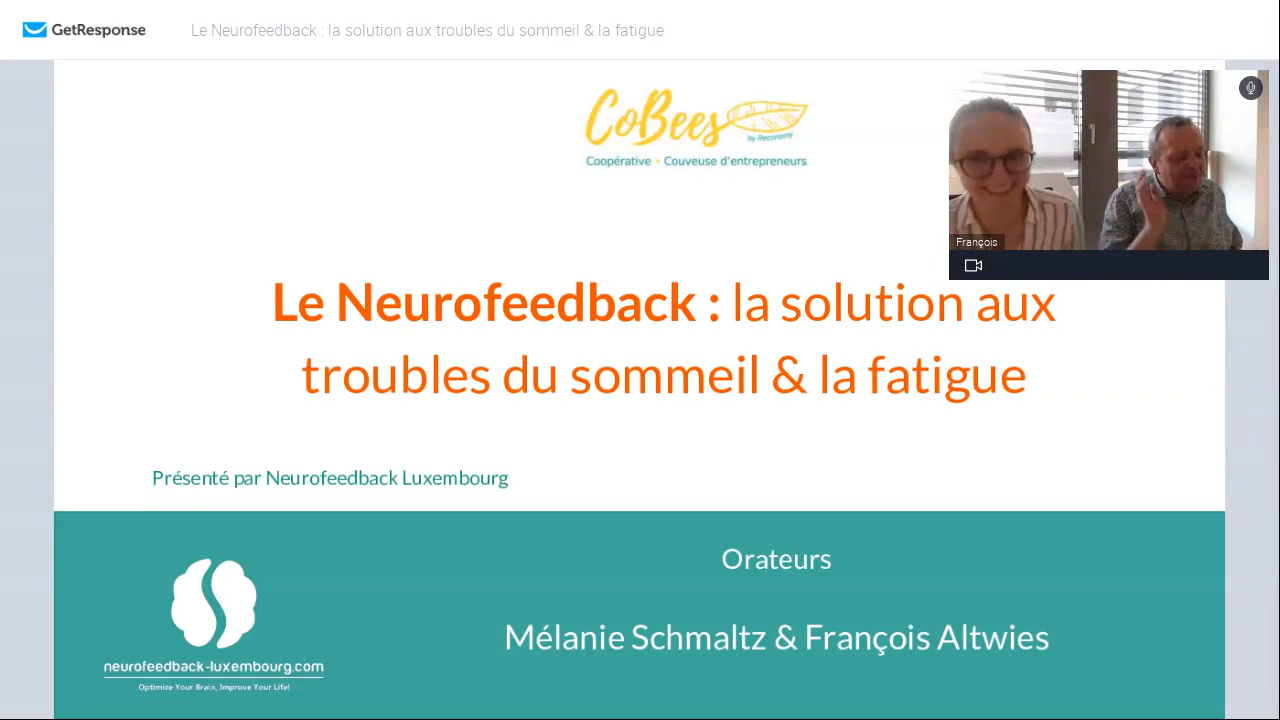 GetResponse
Le Neurofeedback : la solution aux troubles du sommeil & la fatigue
CoBees
by Reconomy
Coopérative • Couveuse d'entrepreneurs
François
Le Neurofeedback : la solution aux
troubles du sommeil & la fatigue
Présenté par Neurofeedback Luxembourg
Orateurs
Mélanie Schmaltz & François Altwies
neurofeedback-luxembourg.com
Optimize Your Brain, Improve Your Life!